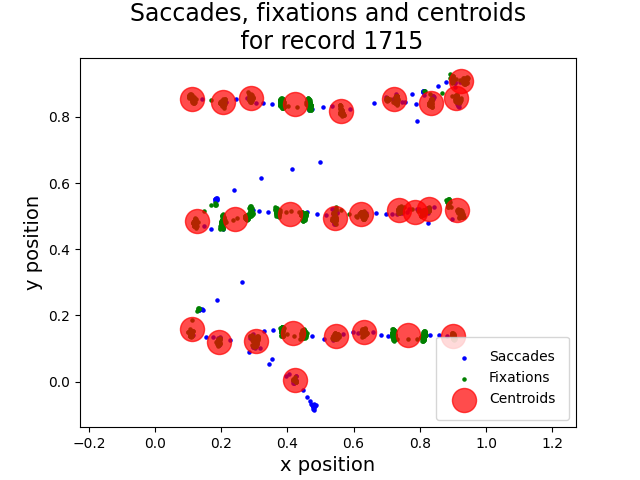 Saccades, fixations and centroids
for record 1715
y position
0.8
0.6
0.4
0.2
0.0
−0.2
0.0
0.2
0.4
0.6
0.8
1.0
1.2
x position
Saccades
Fixations
Centroids